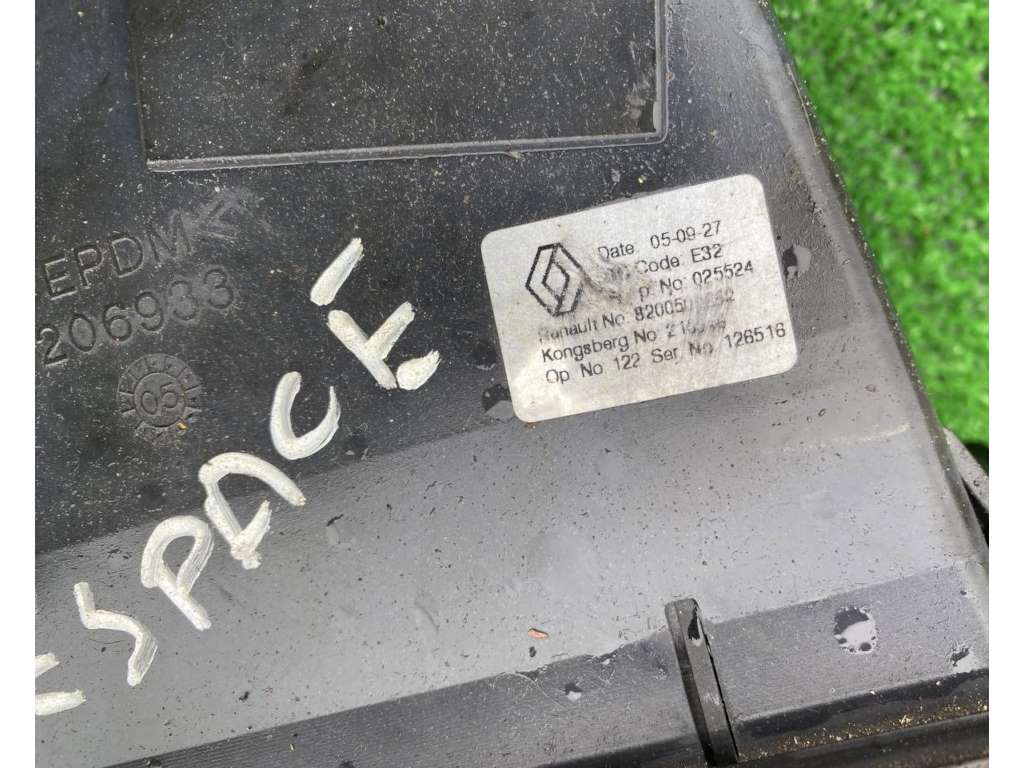 EPDM
206933
05
ESPACE
Date 05-09-27
Code E32
p. No 025524
Renault No.
Kongsberg No
Op No 122 Ser. No. 126516